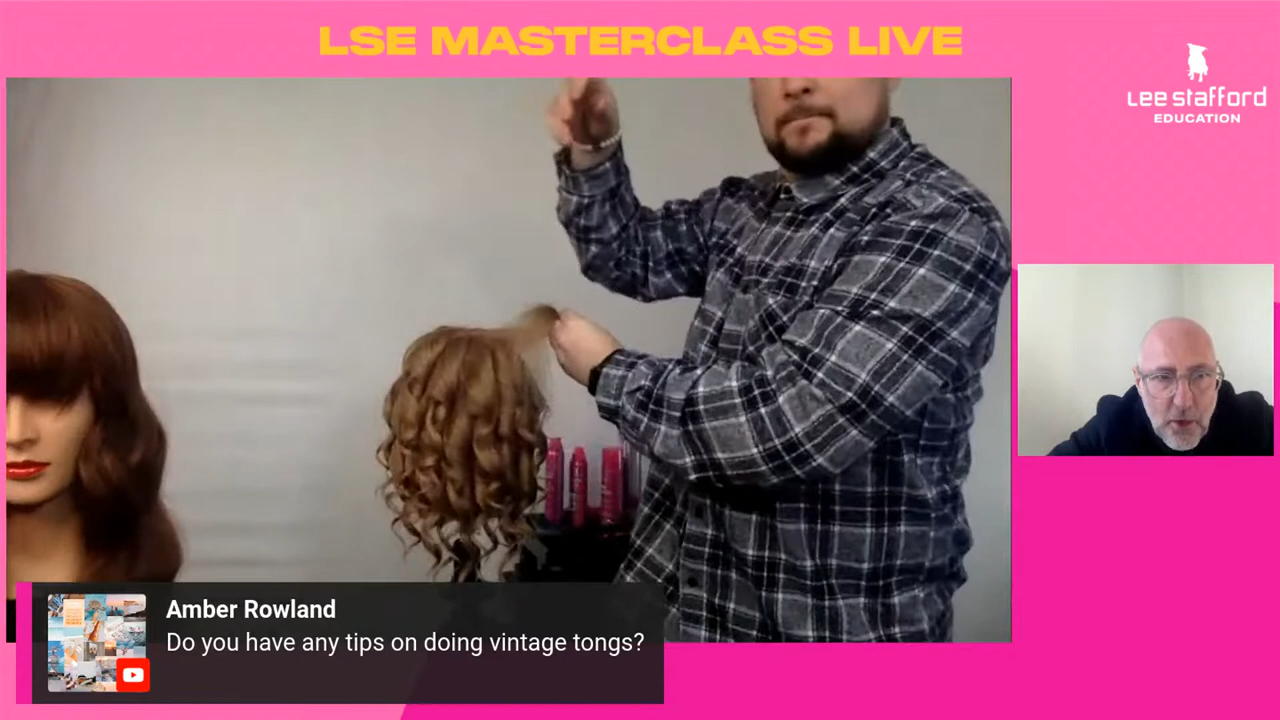 LSE MASTERCLASS LIVE
Lee Stafford
EDUCATION
Amber Rowland
Do you have any tips on doing vintage tongs?